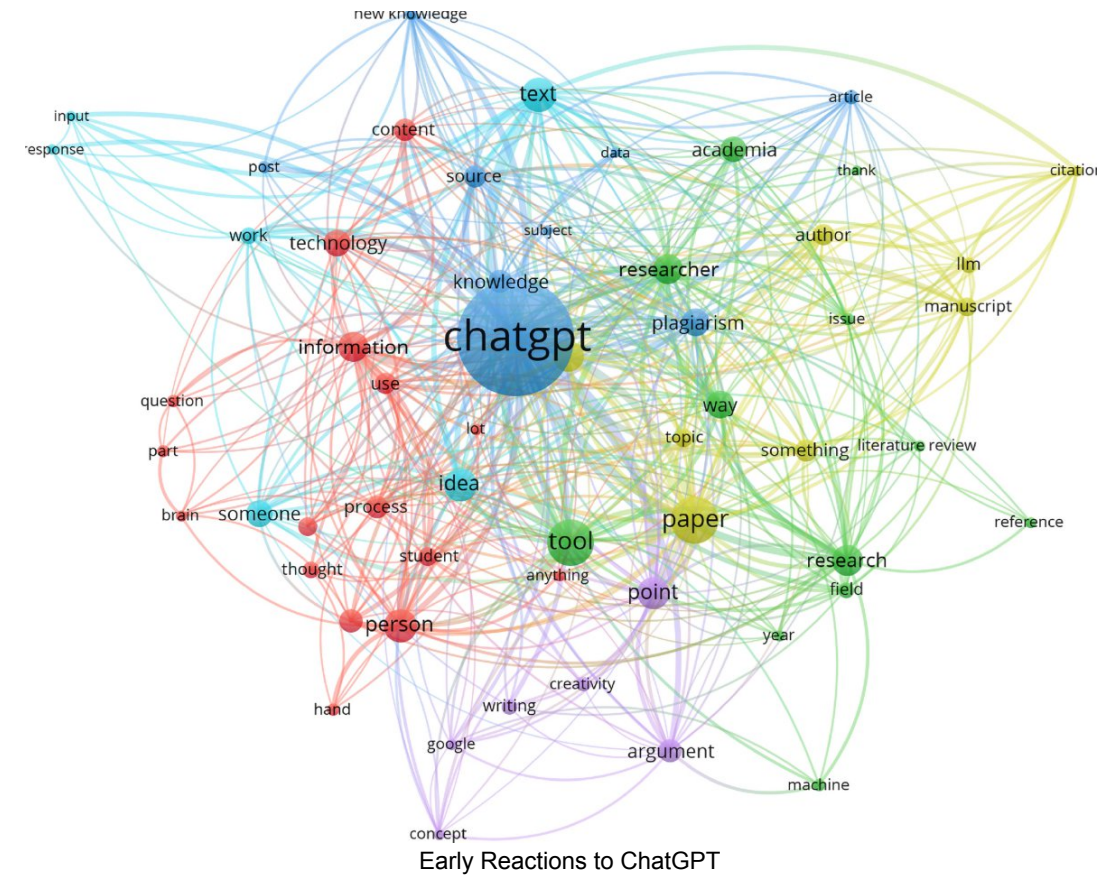 new knowledge
text
article
input
content
response
data
academia
post
source
thank
citation
work
technology
subject
author
researcher
llm
knowledge
manuscript
plagiarism
issue
chatgpt
information
use
question
way
lot
topic
part
something
literature review
idea
brain
someone
process
paper
reference
tool
student
research
thought
anything
point
field
person
year
creativity
hand
writing
google
argument
machine
concept
Early Reactions to ChatGPT